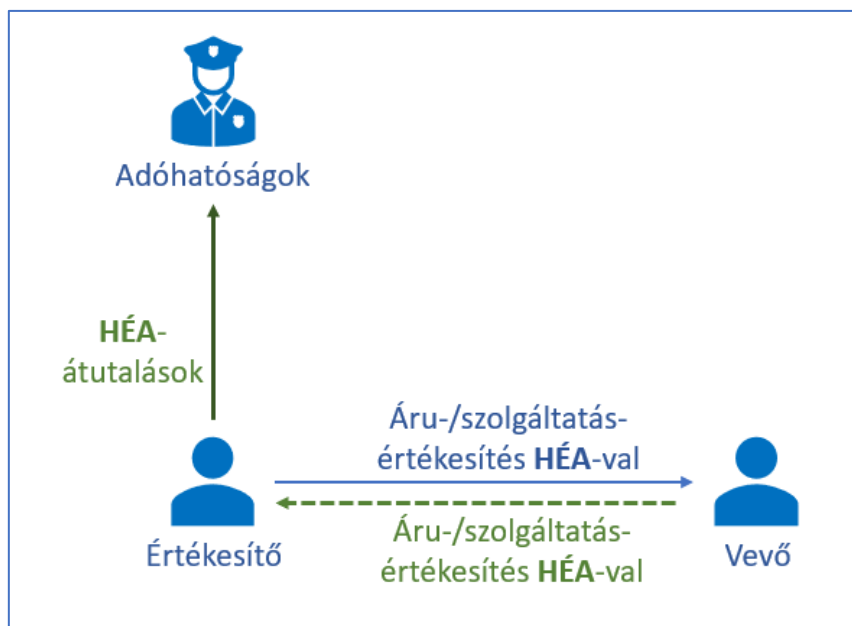 Adóhatóságok
HÉA-
átutalások
Áru-/szolgáltatás-
értékesítés HÉA-val
Áru-/szolgáltatás-
értékesítés HÉA-val
Értékesítő
Vevő